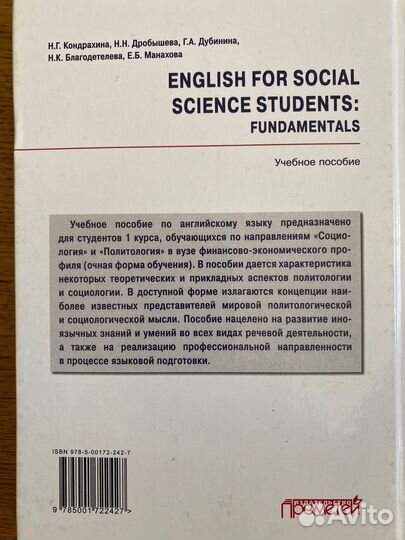 Н.Г. Кондрахина, Н.Н. Дробышева, Г.А. Дубинина,
Н.К. Благодетелева, Е.Б. Манахова
ENGLISH FOR SOCIAL
SCIENCE STUDENTS:
FUNDAMENTALS
Учебное пособие
Учебное пособие по английскому языку предназначено
для студентов 1 курса, обучающихся по направлениям «Социо-
логия» и «Политология» в вузе финансово-экономического про-
филя (очная форма обучения). В пособии дается характеристика
некоторых теоретических и прикладных аспектов политологии
и социологии. В доступной форме излагаются концепции наи-
более известных представителей мировой политологической
и социологической мысли. Пособие нацелено на развитие ино-
язычных знаний и умений во всех видах речевой деятельности,
а также на реализацию профессиональной направленности
в процессе языковой подготовки.
ISBN 978-5-00172-242-7
9 785001 722427 >
ИЗДАТЕЛЬСТВО
Прометей
Avito